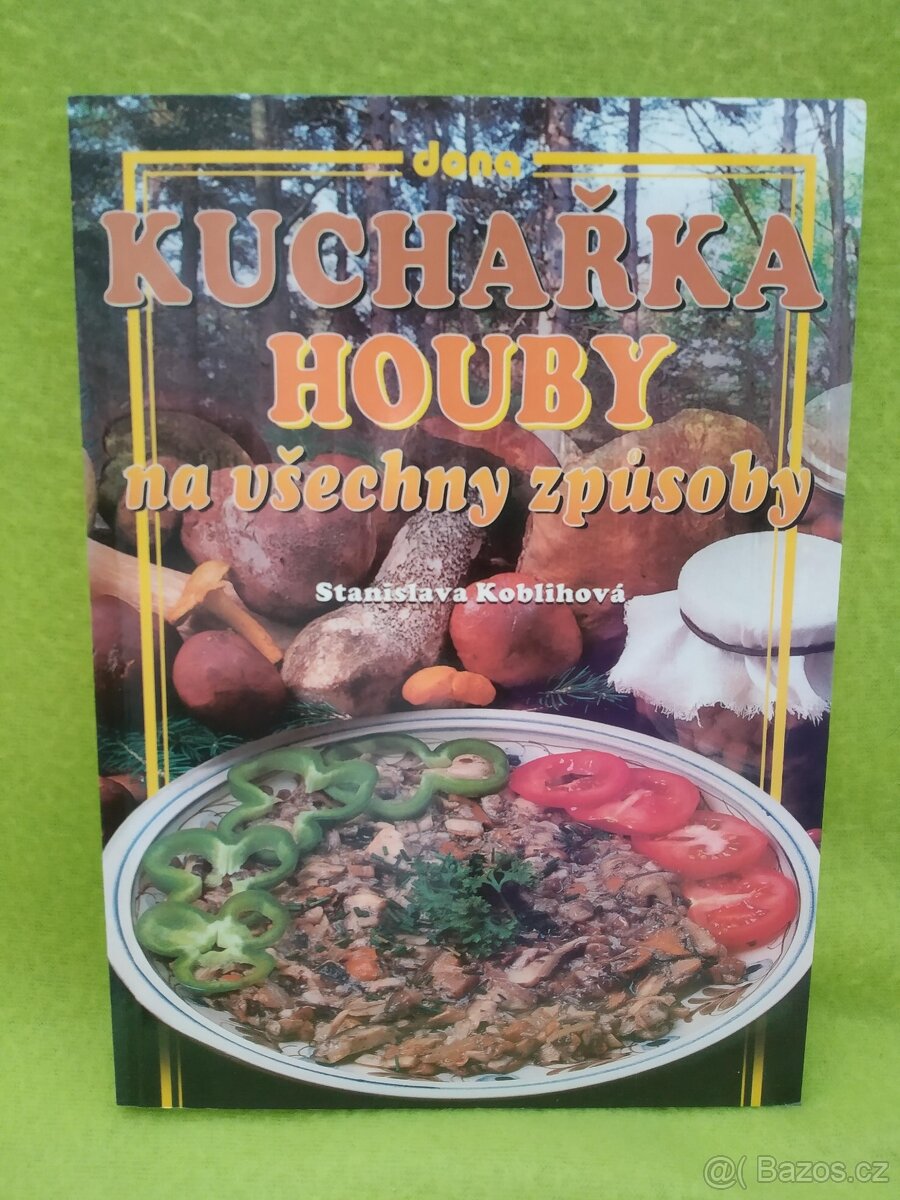 dona
KUCHAŘKA
HOUBY
na všechny způsoby
Stanislava Koblihová
@( Bazos.cz